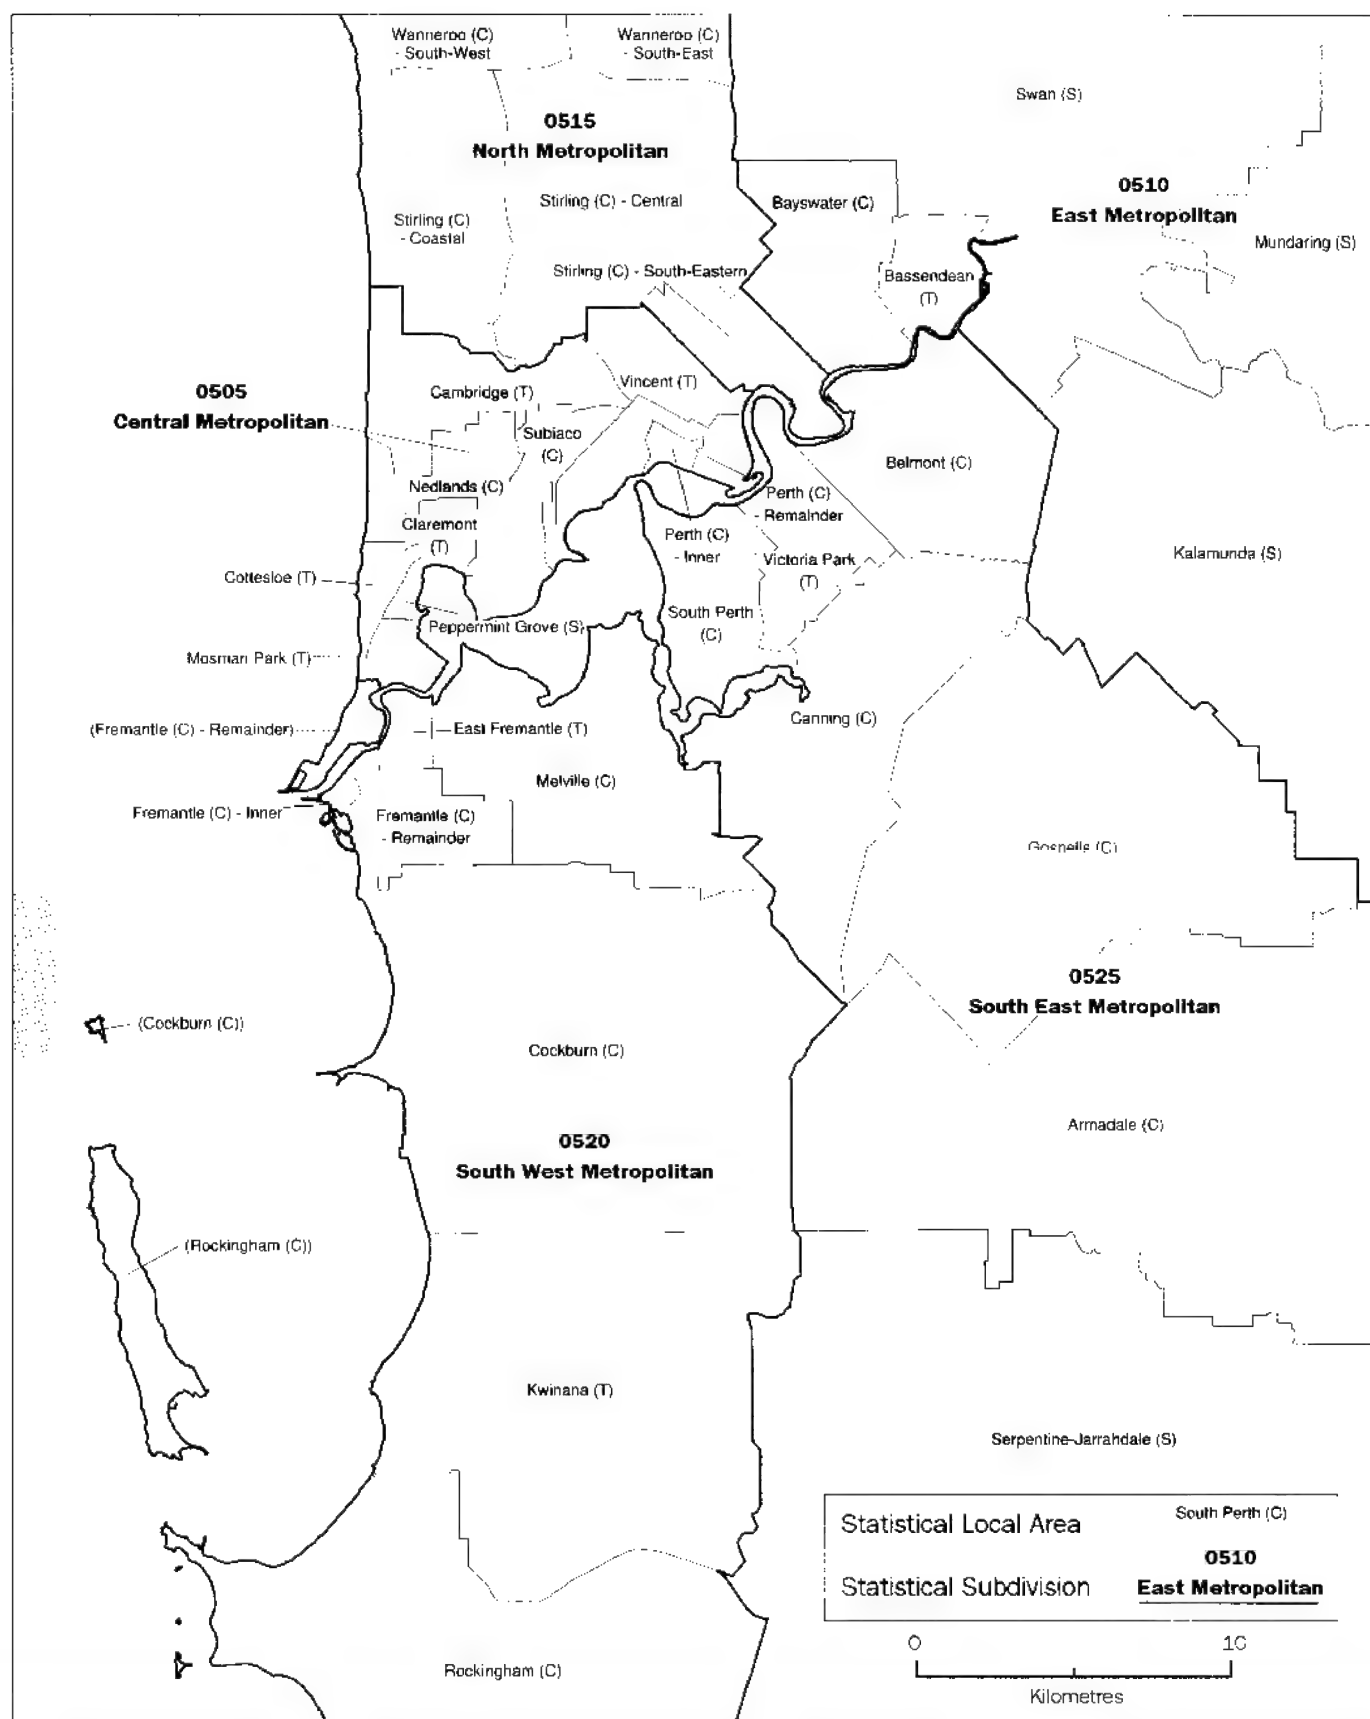 Wanneroo (C)
- South-West
Wanneroo (C)
- South-East
Swan (S)
0515
North Metropolitan
0510
East Metropolitan
Stirling (C) - Central
Bayswater (C)
Stirling (C)
- Coastal
Mundaring (S)
Stirling (C) - South-Eastern
Bassendean
(T)
0505
Central Metropolitan
Cambridge (T)
Vincent (T)
Subiaco
(C)
Belmont (C)
Nedlands (C)
Perth (C)
- Remainder
Claremont
(T)
Perth (C)
- Inner
Kalamunda (S)
Victoria Park
(T)
Cottesloe (T)
South Perth
(C)
Peppermint Grove (S)
Mosman Park (T)
Canning (C)
(Fremantle (C) - Remainder)
East Fremantle (T)
Melville (C)
Fremantle (C) - Inner
Fremantle (C)
- Remainder
Gosnells (C)
0525
South East Metropolitan
(Cockburn (C))
Cockburn (C)
Armadale (C)
0520
South West Metropolitan
(Rockingham (C))
Kwinana (T)
Serpentine-Jarrahdale (S)
Statistical Local Area
South Perth (C)
Statistical Subdivision
0510
East Metropolitan
Rockingham (C)
0 10
Kilometres